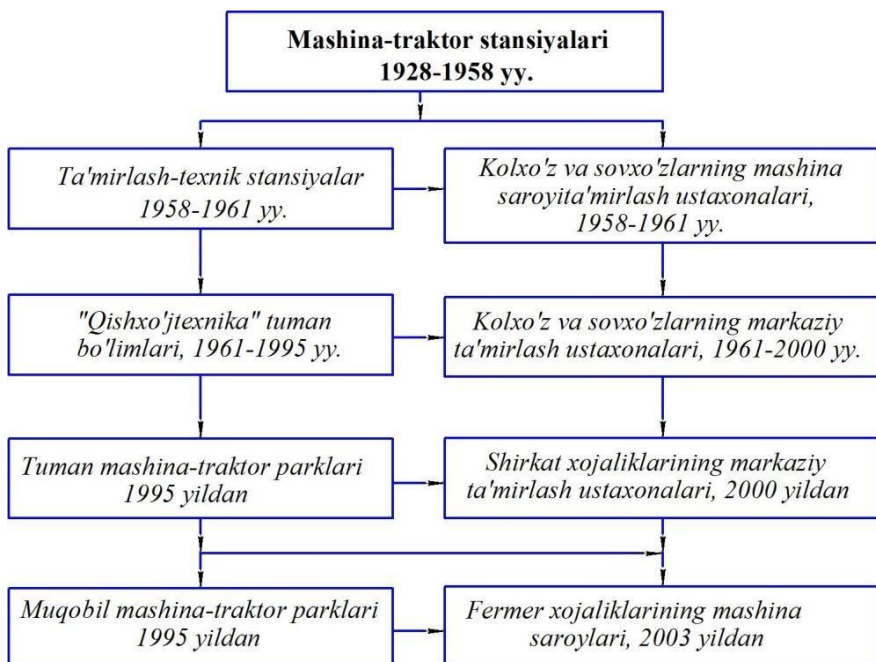 Mashina-traktor stansiyalari
1928-1958 yy.
Ta'mirlash-texnik stansiyalar
1958-1961 yy.
Kolxo'z va sovxo'zlarning mashina
saroyita'mirlash ustaxonalari,
1958-1961 yy.
"Qishxo'jtexnika" tuman
bo'limlari, 1961-1995 yy.
Kolxo'z va sovxo'zlarning markaziy
ta'mirlash ustaxonalari, 1961-2000 yy.
Tuman mashina-traktor parklari
1995 yildan
Shirkat xojaliklarining markaziy
ta'mirlash ustaxonalari, 2000 yildan
Muqobil mashina-traktor parklari
1995 yildan
Fermer xojaliklarining mashina
saroylari, 2003 yildan